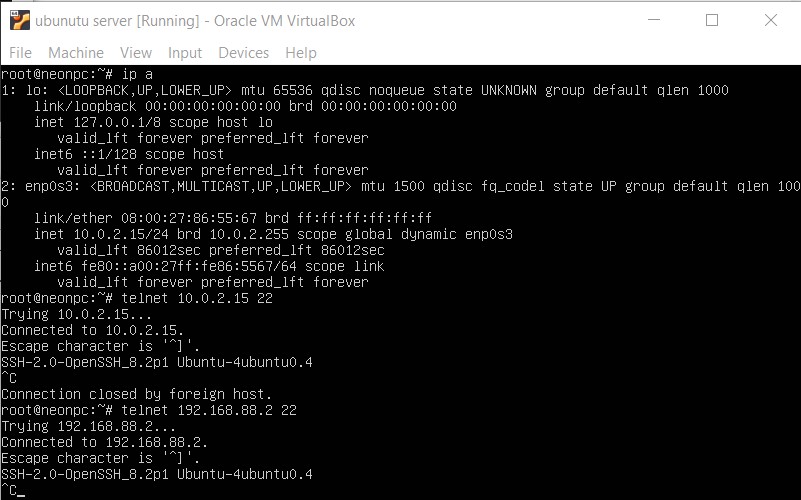 ubunutu server [Running] - Oracle VM VirtualBox
File Machine View Input Devices Help
root@neonpc:~# ip a
1: lo: <LOOPBACK,UP,LOWER_UP> mtu 65536 qdisc noqueue state UNKNOWN group default qlen 1000
    link/loopback 00:00:00:00:00:00 brd 00:00:00:00:00:00
    inet 127.0.0.1/8 scope host lo
       valid_lft forever preferred_lft forever
    inet6 ::1/128 scope host
       valid_lft forever preferred_lft forever
2: enp0s3: <BROADCAST,MULTICAST,UP,LOWER_UP> mtu 1500 qdisc fq_codel state UP group default qlen 100
0
    link/ether 08:00:27:86:55:67 brd ff:ff:ff:ff:ff:ff
    inet 10.0.2.15/24 brd 10.0.2.255 scope global dynamic enp0s3
       valid_lft 86012sec preferred_lft 86012sec
    inet6 fe80::a00:27ff:fe86:5567/64 scope link
       valid_lft forever preferred_lft forever
root@neonpc:~# telnet 10.0.2.15 22
Trying 10.0.2.15...
Connected to 10.0.2.15.
Escape character is '^]'.
SSH-2.0-OpenSSH_8.2p1 Ubuntu-4ubuntu0.4
^C
Connection closed by foreign host.
root@neonpc:~# telnet 192.168.88.2 22
Trying 192.168.88.2...
Connected to 192.168.88.2.
Escape character is '^]'.
SSH-2.0-OpenSSH_8.2p1 Ubuntu-4ubuntu0.4
^C